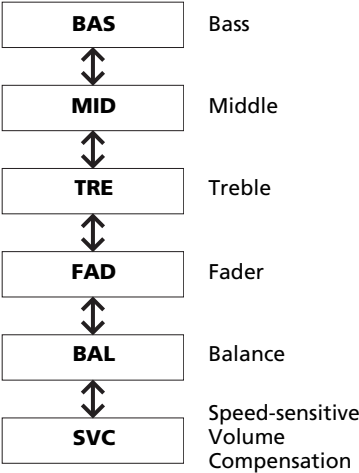 BAS Bass
MID Middle
TRE Treble
FAD Fader
BAL Balance
SVC Speed-sensitive
Volume
Compensation